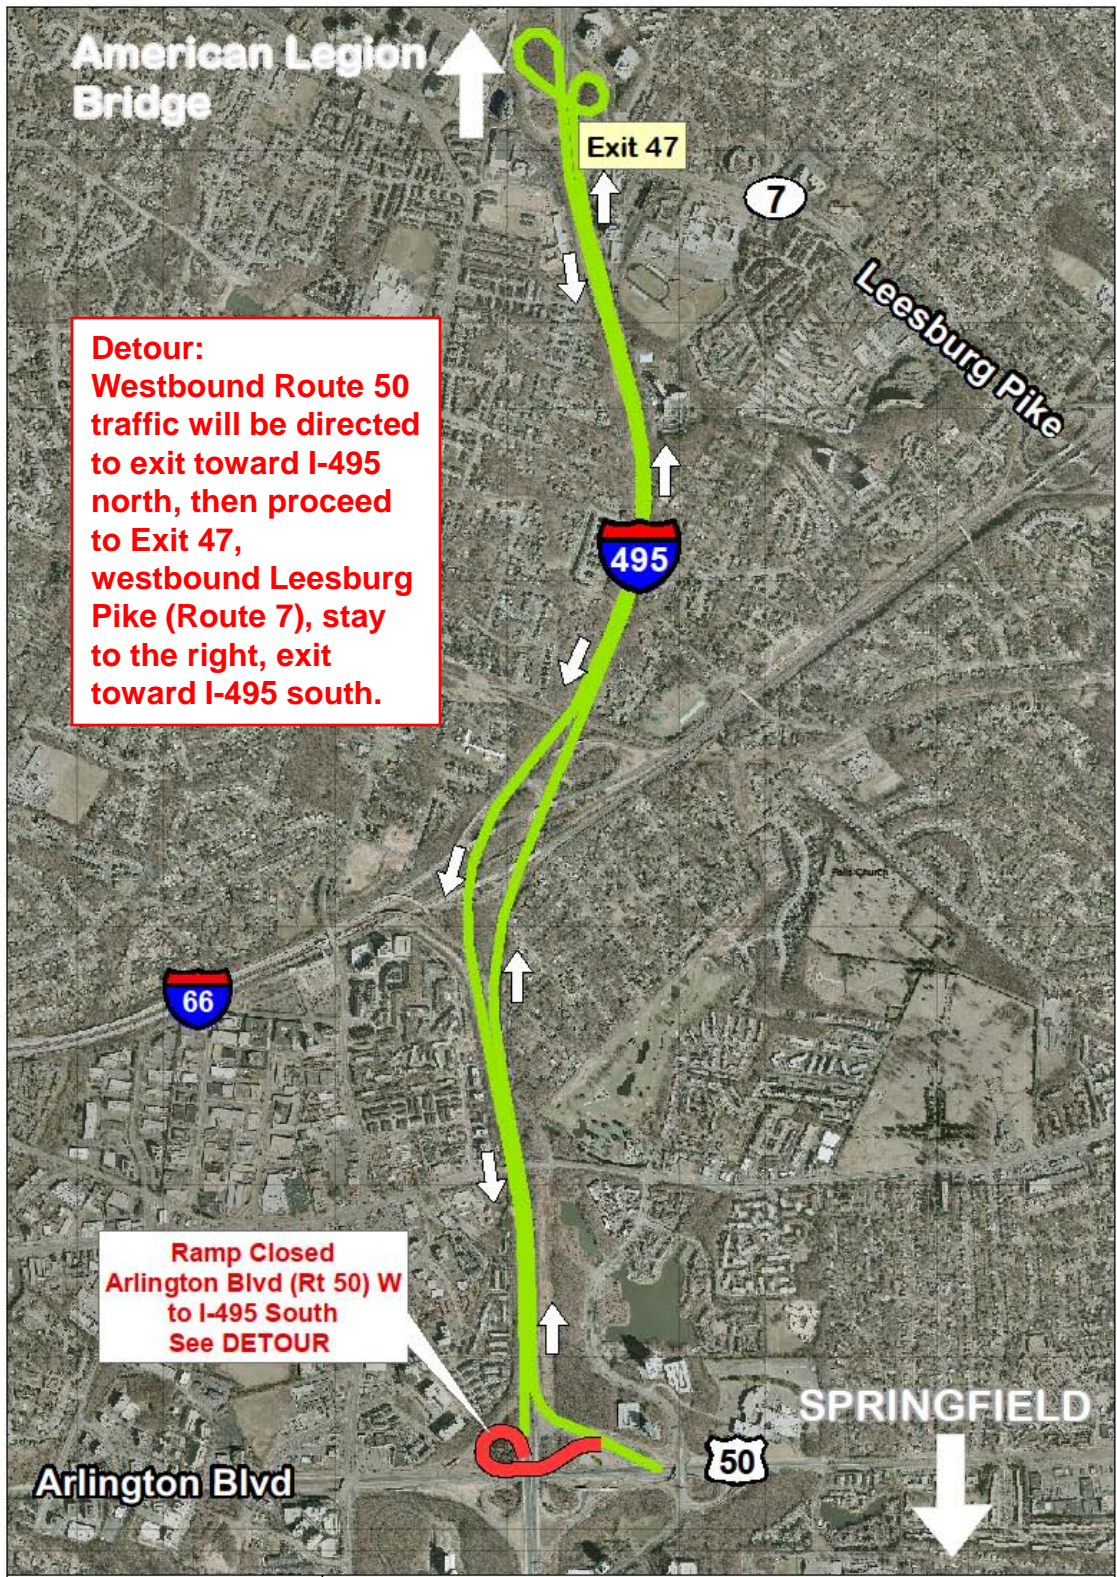 American Legion
Bridge
Exit 47
7
Leesburg Pike
Detour:
Westbound Route 50
traffic will be directed
to exit toward I-495
north, then proceed
to Exit 47,
westbound Leesburg
Pike (Route 7), stay
to the right, exit
toward I-495 south.
495
Falls Church
66
Ramp Closed
Arlington Blvd (Rt 50) W
to I-495 South
See DETOUR
SPRINGFIELD
50
Arlington Blvd